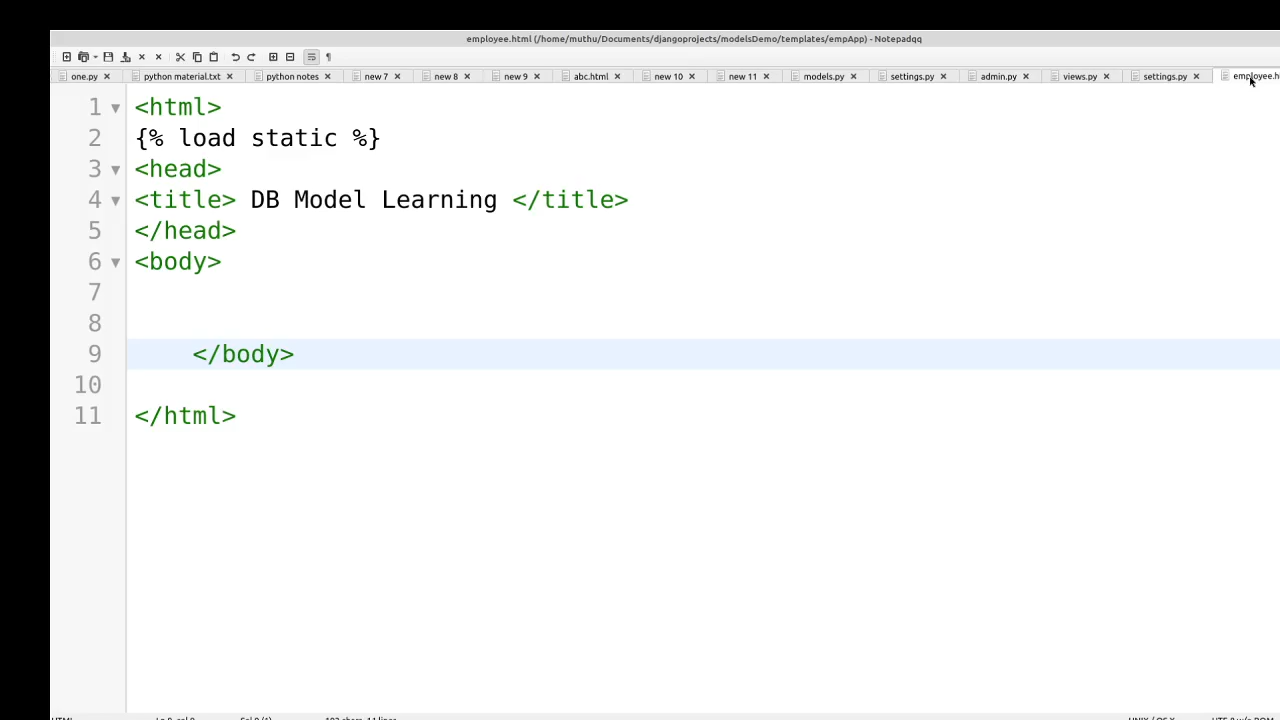 employee.html (/home/muthu/Documents/djangoprojects/modelsDemo/templates/empApp) - Notepadqq
one.py python material.txt python notes new 7 new 8 new 9 abc.html new 10 new 11 models.py settings.py admin.py views.py settings.py employee.h
1 <html>
2 {% load static %}
3 <head>
4 <title> DB Model Learning </title>
5 </head>
6 <body>
7
8
9 </body>
10
11 </html>